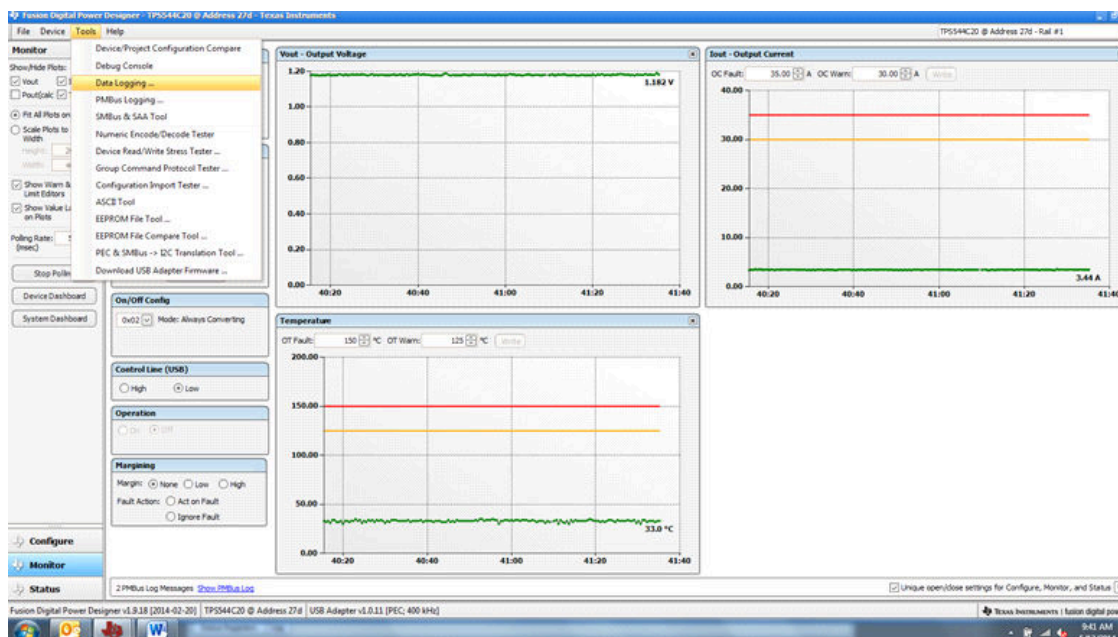 Fusion Digital Power Designer - TPS544C20 @ Address 27d - Texas Instruments
File Device Tools Help
TPS544C20 @ Address 27d - Rail #1
Monitor
Show/Hide Plots:
Vout
Pout(calc
Fit All Plots on
Scale Plots to
Width
Height:
Width:
Show Warn &
Limit Editors
Show Value La
on Plots
Polling Rate:
(msec)
Stop Pollin
Device Dashboard
System Dashboard
Device/Project Configuration Compare
Debug Console
Data Logging ...
PMBus Logging ...
SMBus & SAA Tool
Numeric Encode/Decode Tester
Device Read/Write Stress Tester ...
Group Command Protocol Tester ...
Configuration Import Tester ...
ASCII Tool
EEPROM File Tool ...
EEPROM File Compare Tool ...
PEC & SMBus -> I2C Translation Tool ...
Download USB Adapter Firmware ...
On/Off Config
0x02 Mode: Always Converting
Control Line (USB)
High Low
Operation
On Off
Margining
Margin: None Low High
Fault Action: Act on Fault
Ignore Fault
Vout - Output Voltage
1.20
1.182 V
1.00
0.80
0.60
0.40
0.20
0.00
40:20 40:40 41:00 41:20 41:40
Iout - Output Current
OC Fault: 35.00 A OC Warn: 30.00 A Write
40.00
30.00
20.00
10.00
3.44 A
0.00
40:20 40:40 41:00 41:20 41:40
Temperature
OT Fault: 150 °C OT Warn: 125 °C Write
200.00
150.00
100.00
50.00
33.0 °C
0.00
40:20 40:40 41:00 41:20 41:40
Configure
Monitor
Status
2 PMBus Log Messages Show PMBus Log
Unique open/close settings for Configure, Monitor, and Status
Fusion Digital Power Designer v1.9.18 [2014-02-20] TPS544C20 @ Address 27d USB Adapter v1.0.11 [PEC; 400 kHz]
Texas Instruments | fusion digital pow
9:41 AM